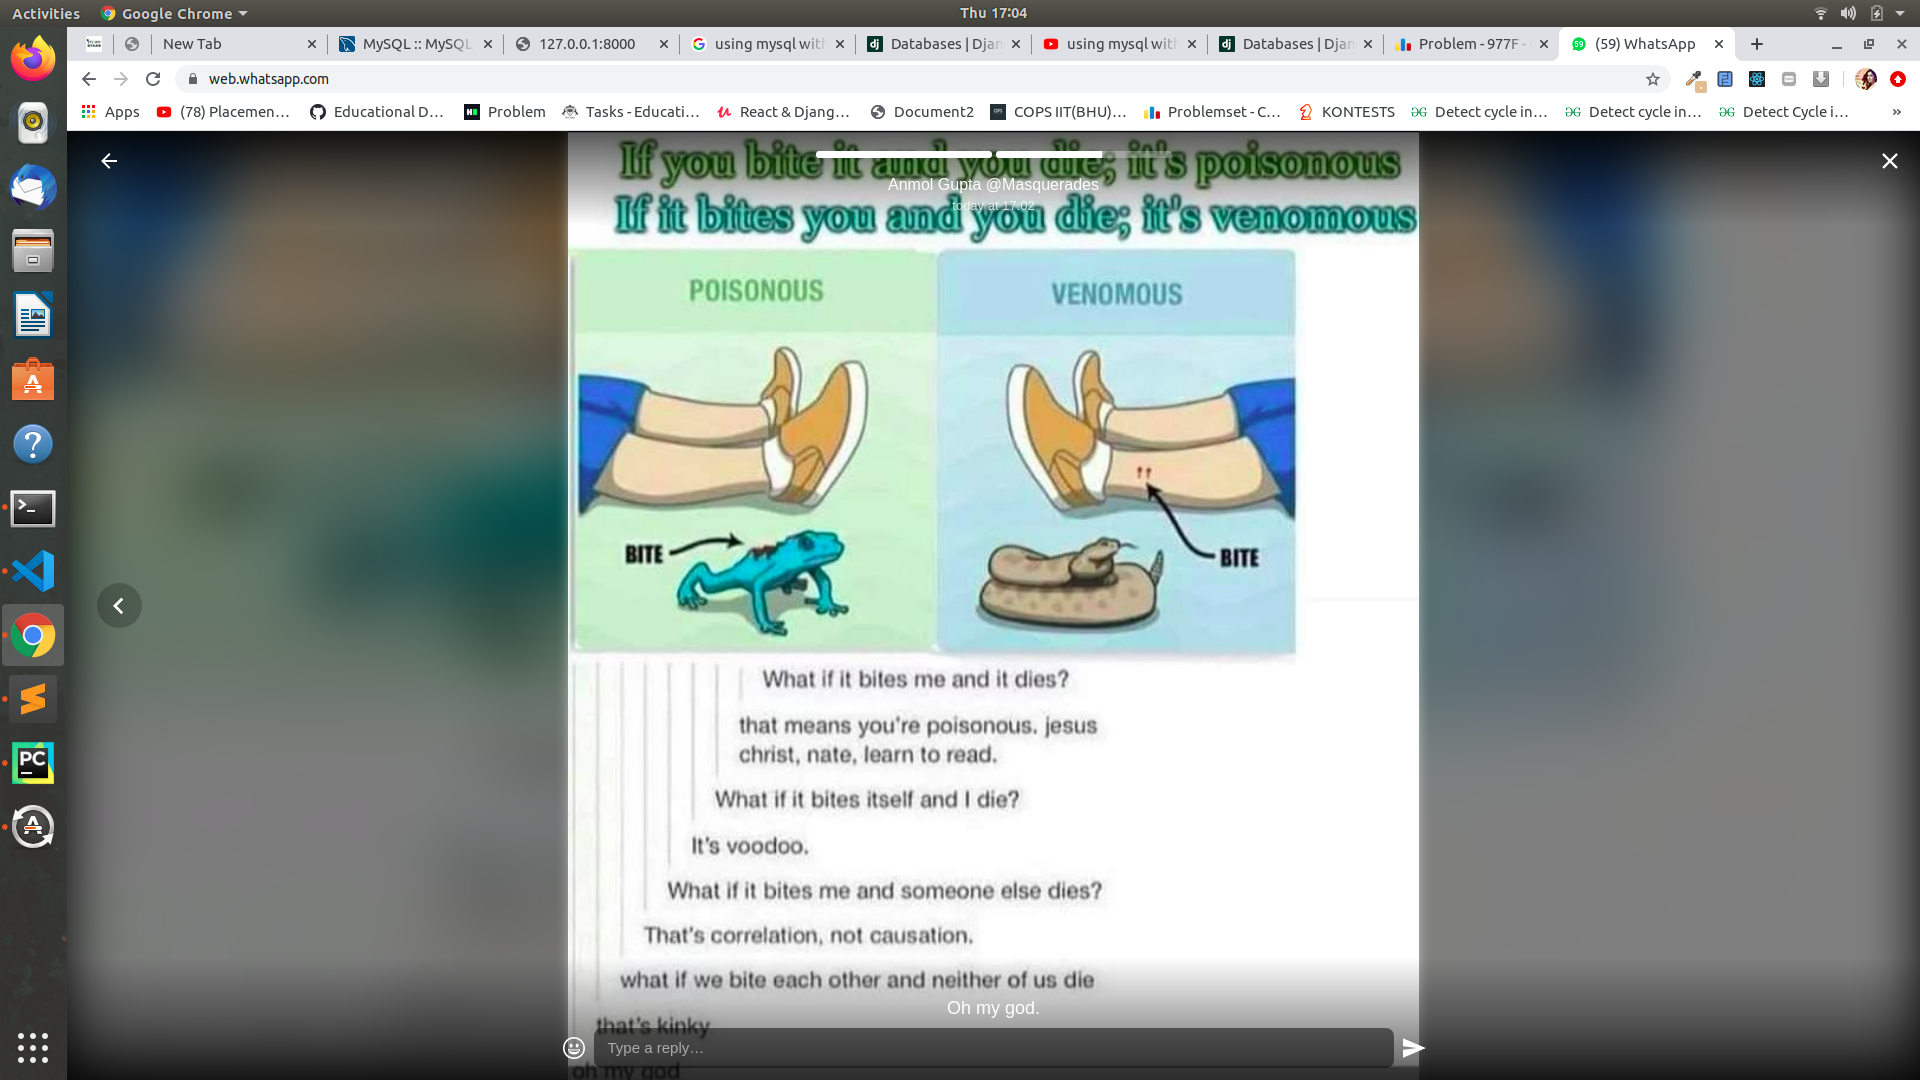 Activities
Google Chrome
Thu 17:04
New Tab
MySQL :: MySQL
127.0.0.1:8000
using mysql with
Databases | Djan
using mysql with
Databases | Djan
Problem - 977F -
(59) WhatsApp
web.whatsapp.com
Apps
(78) Placemen…
Educational D…
Problem
Tasks - Educati…
React & Djang…
Document2
COPS IIT(BHU)…
Problemset - C…
KONTESTS
Detect cycle in…
Detect cycle in…
Detect Cycle i…
»
If you bite it and you die; it's poisonous
Anmol Gupta @Masquerades
today at 17:02
If it bites you and you die; it's venomous
POISONOUS
VENOMOUS
BITE
BITE
What if it bites me and it dies?
that means you're poisonous. jesus
christ, nate, learn to read.
What if it bites itself and I die?
It's voodoo.
What if it bites me and someone else dies?
That's correlation, not causation.
what if we bite each other and neither of us die
Oh my god.
that's kinky
Type a reply…
oh my god
PC